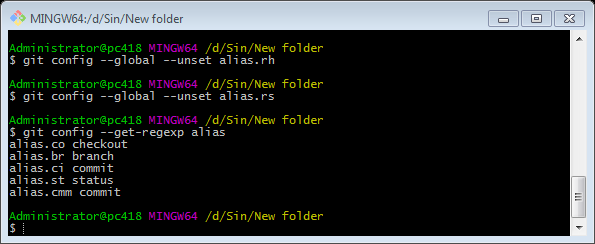 MINGW64:/d/Sin/New folder
Administrator@pc418 MINGW64 /d/Sin/New folder
$ git config --global --unset alias.rh
Administrator@pc418 MINGW64 /d/Sin/New folder
$ git config --global --unset alias.rs
Administrator@pc418 MINGW64 /d/Sin/New folder
$ git config --get-regexp alias
alias.co checkout
alias.br branch
alias.ci commit
alias.st status
alias.cmm commit
Administrator@pc418 MINGW64 /d/Sin/New folder
$